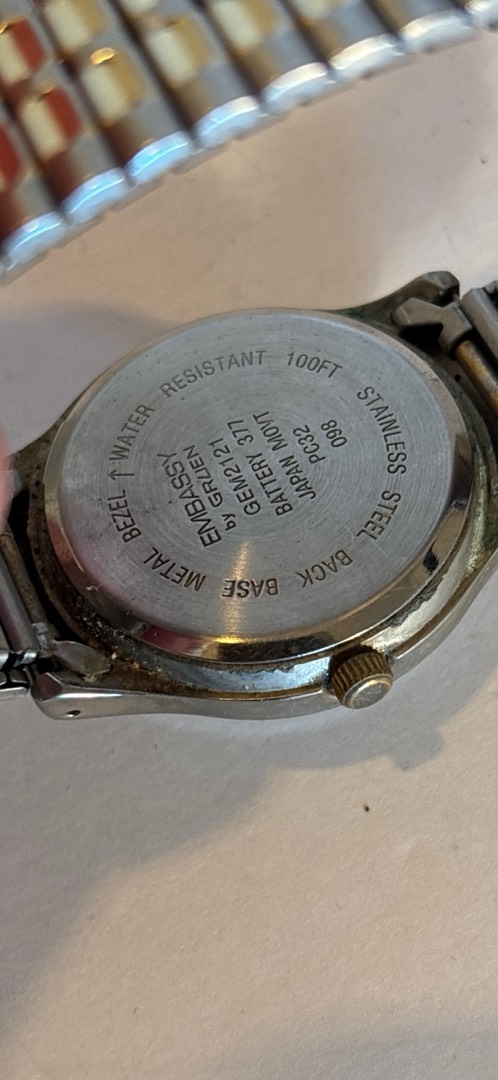 WATER RESISTANT 100FT STAINLESS STEEL BACK BASE METAL BEZEL ↑
EMBASSY
by GRUEN
GEM2121
BATTERY 377
JAPAN MOVT
PC32
098